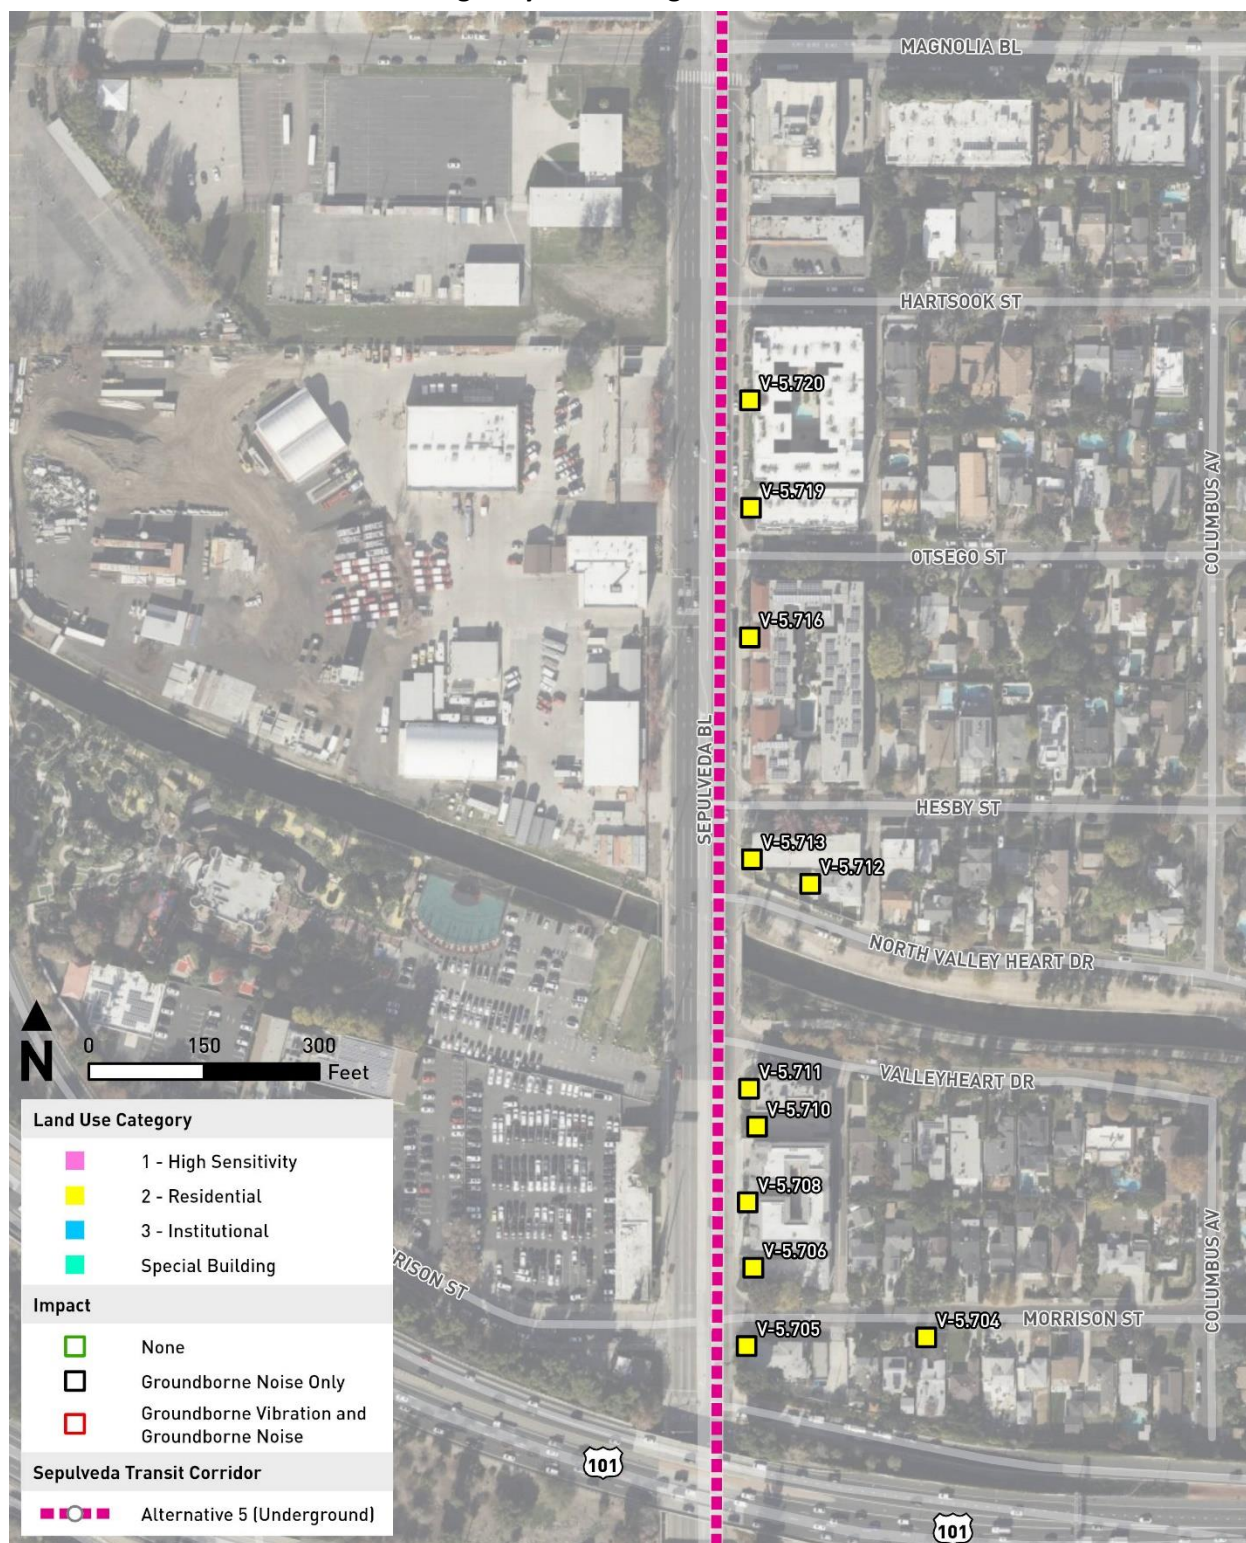 MAGNOLIA BL
HARTSOOK ST
V-5.720
COLUMBUS AV
V-5.719
OTSEGO ST
V-5.716
SEPULVEDA BL
HESBY ST
V-5.713
V-5.712
NORTH VALLEY HEART DR
N
0 150 300
Feet
V-5.711
VALLEYHEART DR
V-5.710
V-5.708
COLUMBUS AV
V-5.706
RRISON ST
MORRISON ST
V-5.704
V-5.705
101
101
Land Use Category
1 - High Sensitivity
2 - Residential
3 - Institutional
Special Building
Impact
None
Groundborne Noise Only
Groundborne Vibration and
Groundborne Noise
Sepulveda Transit Corridor
Alternative 5 (Underground)